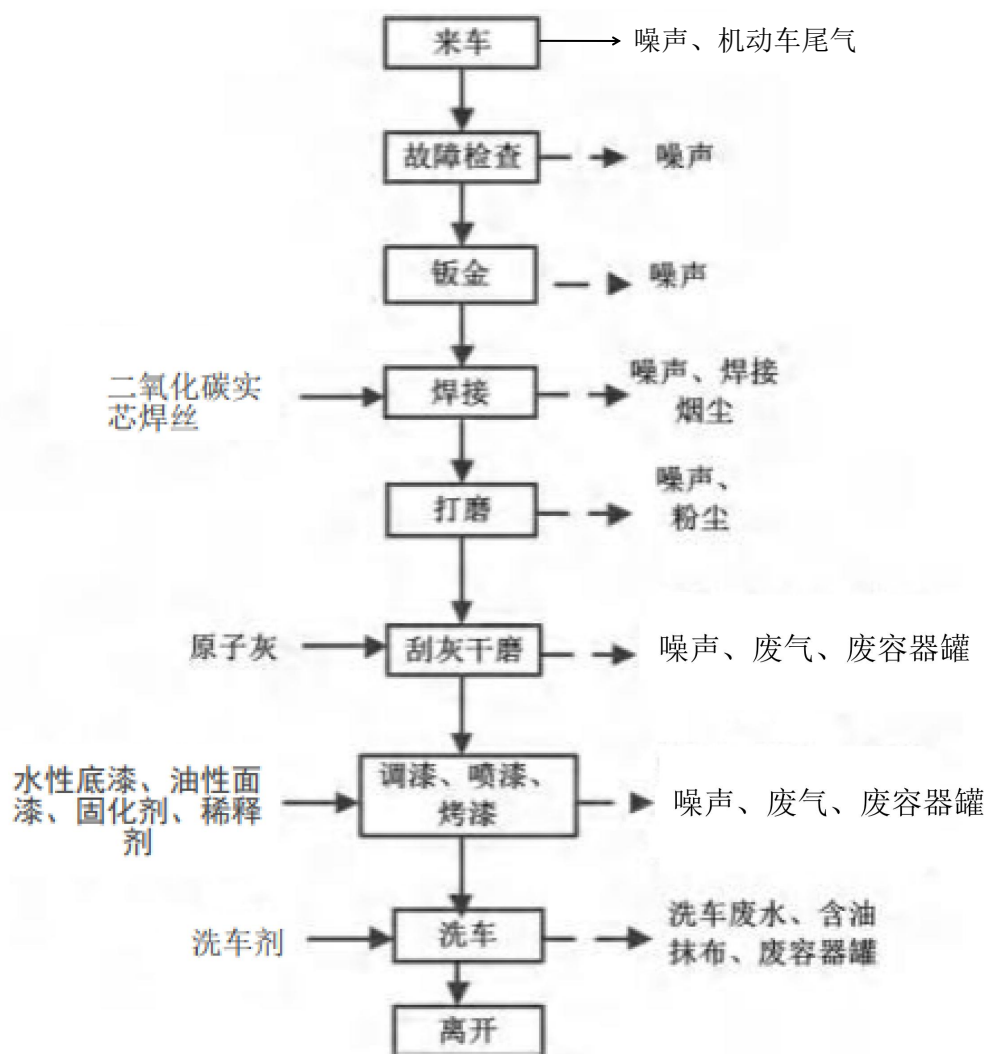 来车
噪声、机动车尾气
故障检查
噪声
钣金
噪声
二氧化碳实
芯焊丝
焊接
噪声、焊接
烟尘
打磨
噪声、
粉尘
原子灰
刮灰干磨
噪声、废气、废容器罐
水性底漆、油性面
漆、固化剂、稀释
剂
调漆、喷漆、
烤漆
噪声、废气、废容器罐
洗车剂
洗车
洗车废水、含油
抹布、废容器罐
离开